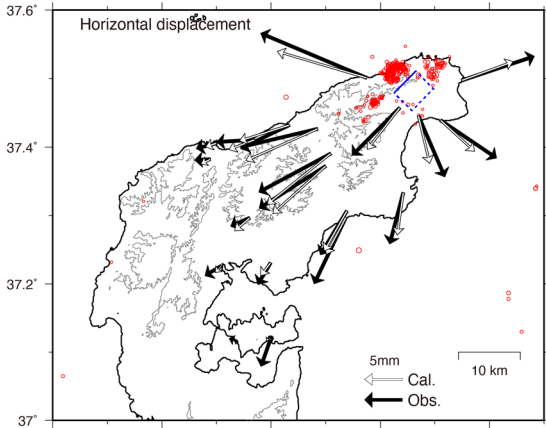 37.6˚
Horizontal displacement
37.4˚
37.2˚
5mm
Cal.
10 km
Obs.
37˚